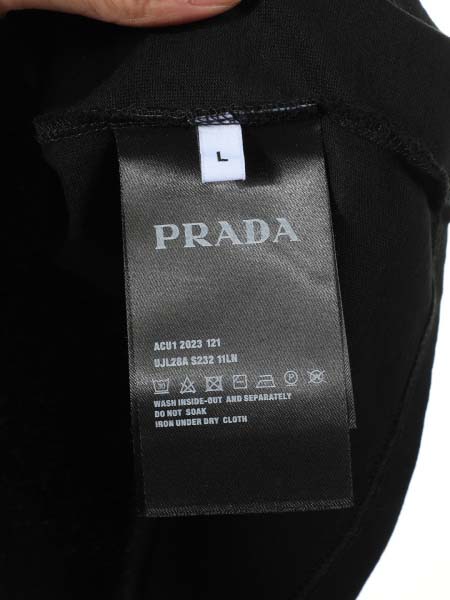 L
PRADA
ACU1 2023 121
UJL28A S232 11LN
30
P
WASH INSIDE-OUT AND SEPARATELY
DO NOT SOAK
IRON UNDER DRY CLOTH